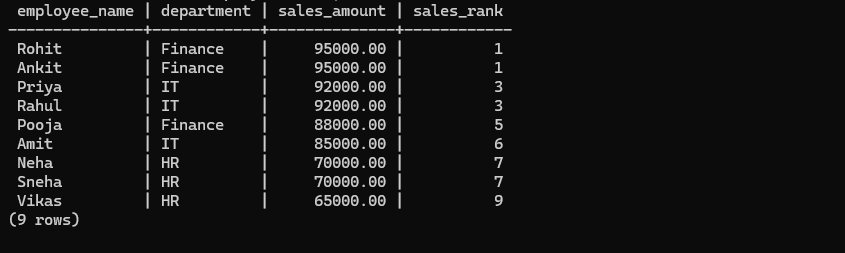 employee_name | department | sales_amount | sales_rank
---------------+------------+--------------+------------
 Rohit         | Finance    |     95000.00 |          1
 Ankit         | Finance    |     95000.00 |          1
 Priya         | IT         |     92000.00 |          3
 Rahul         | IT         |     92000.00 |          3
 Pooja         | Finance    |     88000.00 |          5
 Amit          | IT         |     85000.00 |          6
 Neha          | HR         |     70000.00 |          7
 Sneha         | HR         |     70000.00 |          7
 Vikas         | HR         |     65000.00 |          9
(9 rows)